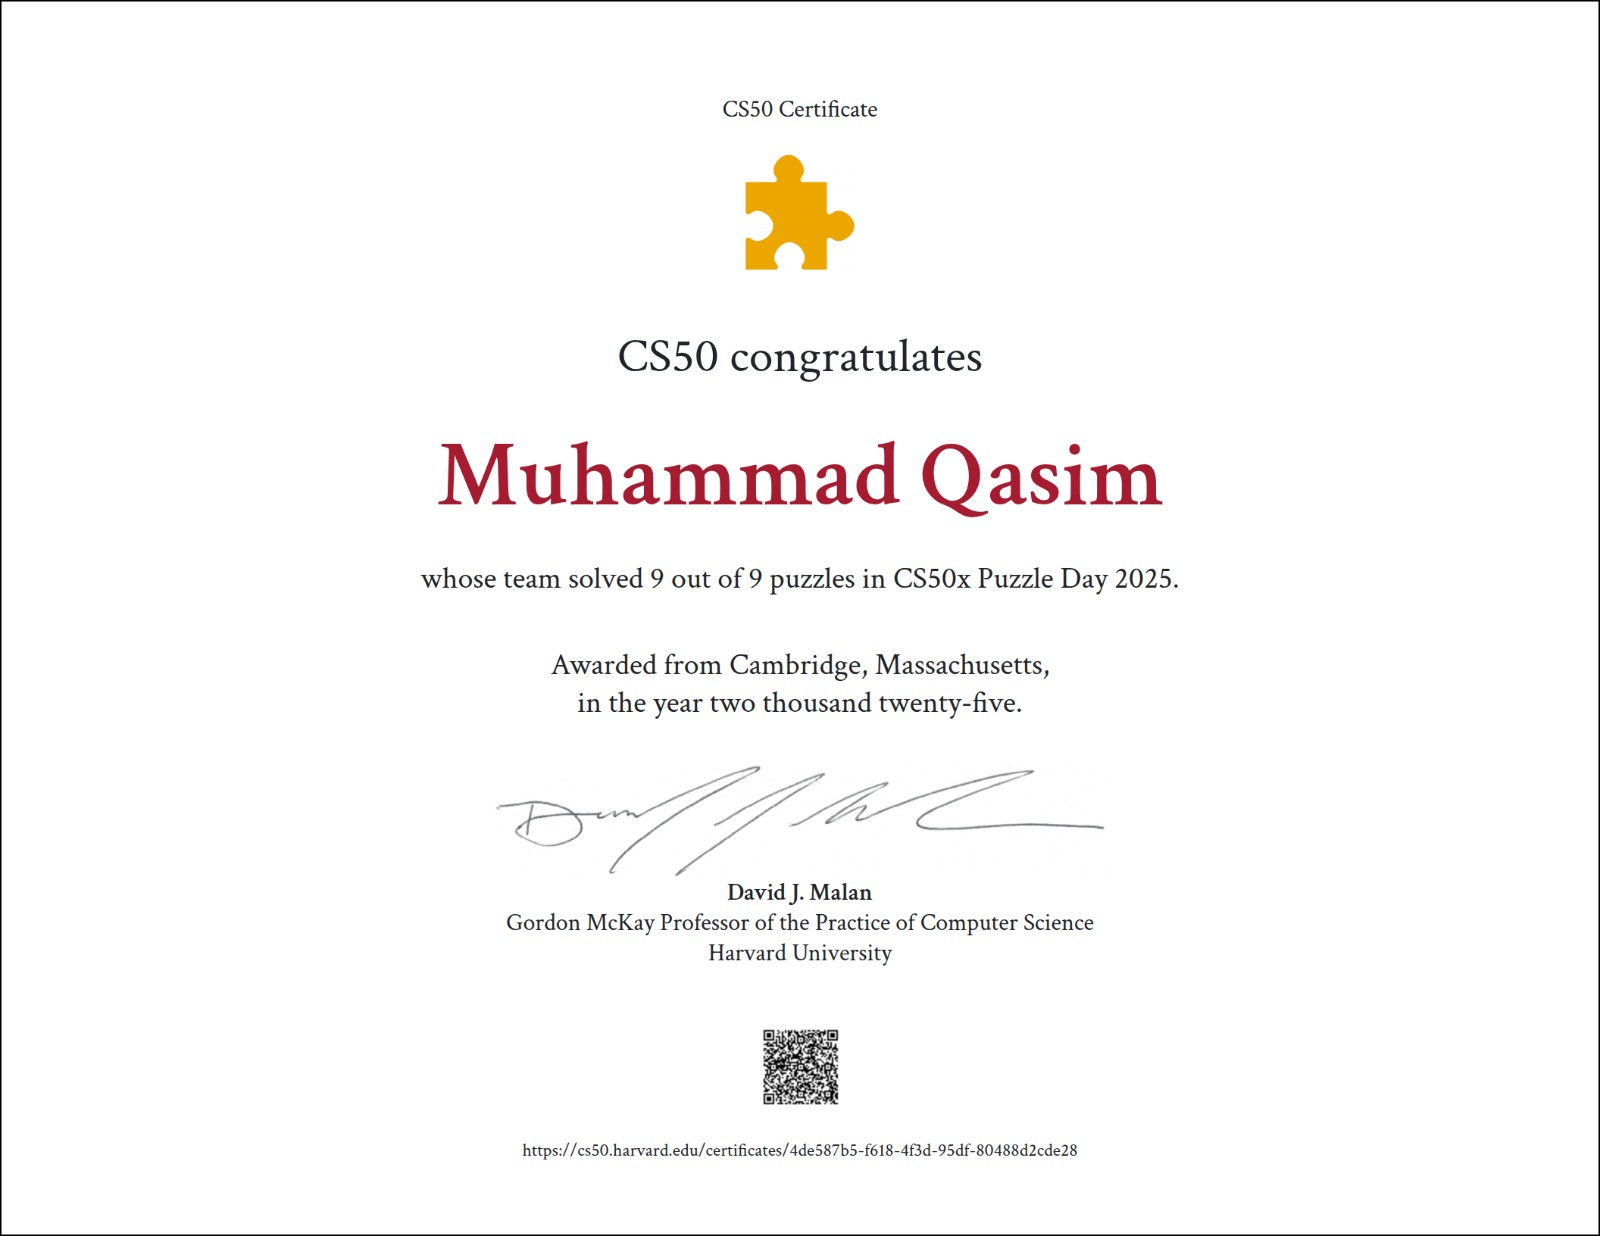 CS50 Certificate
CS50 congratulates
Muhammad Qasim
whose team solved 9 out of 9 puzzles in CS50x Puzzle Day 2025.
Awarded from Cambridge, Massachusetts,
in the year two thousand twenty-five.
David J. Malan
Gordon McKay Professor of the Practice of Computer Science
Harvard University
https://cs50.harvard.edu/certificates/4de587b5-f618-4f3d-95df-80488d2cde28